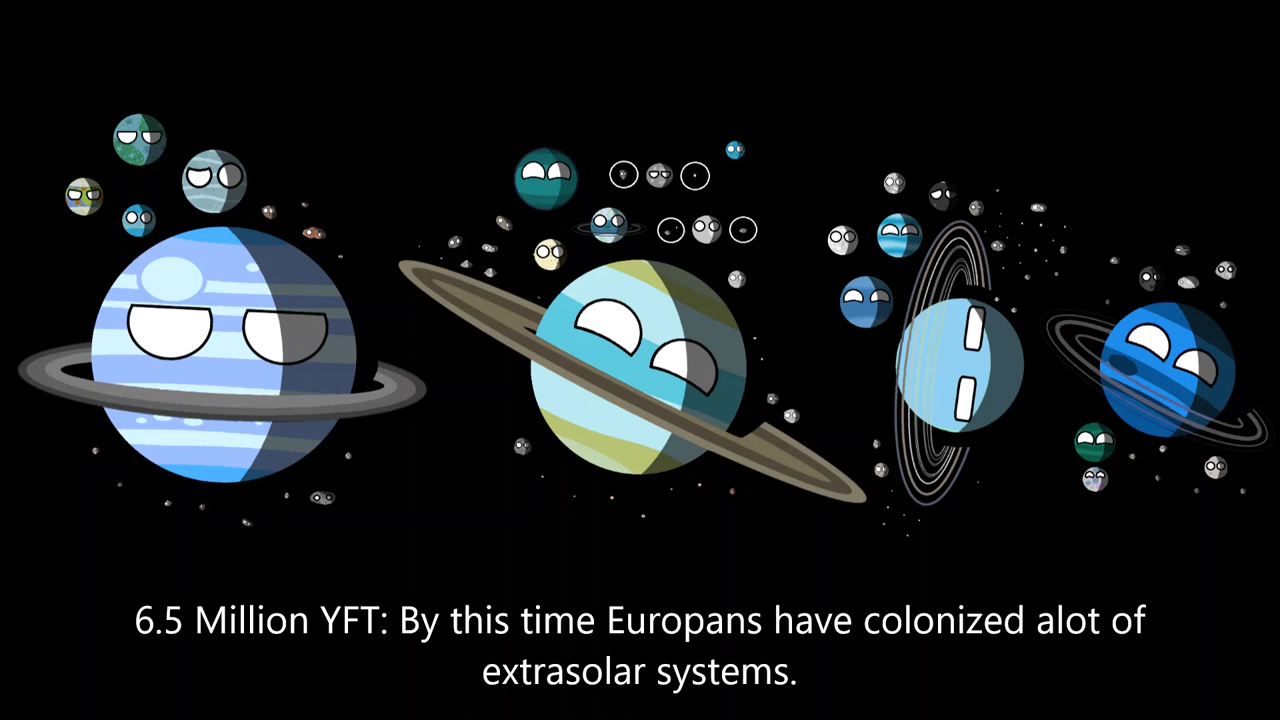 6.5 Million YFT: By this time Europans have colonized alot of
extrasolar systems.